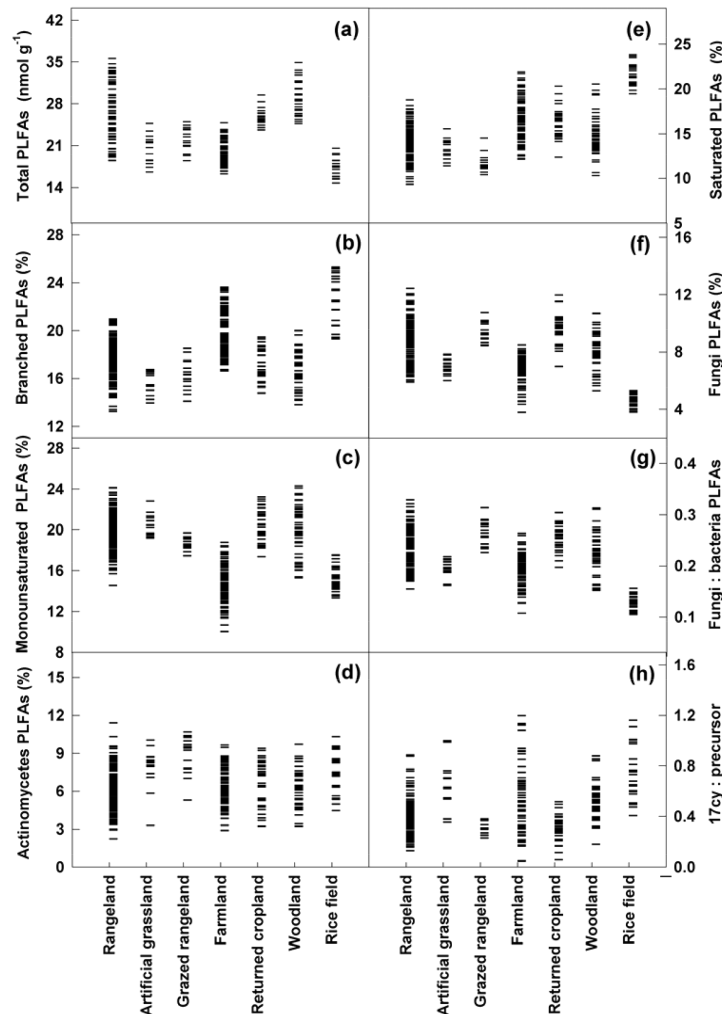 (a)
Total PLFAs (nmol g-1)
42
35
28
21
14
(e)
Saturated PLFAs (%)
25
20
15
10
5
(b)
Branched PLFAs (%)
28
24
20
16
12
(f)
Fungi PLFAs (%)
16
12
8
4
(c)
Monounsaturated PLFAs (%)
28
24
20
16
12
8
(g)
Fungi : bacteria PLFAs
0.4
0.3
0.2
0.1
(d)
Actinomycetes PLFAs (%)
15
12
9
6
3
0
(h)
17cy : precursor
1.6
1.2
0.8
0.4
0.0
Rangeland
Artificial grassland
Grazed rangeland
Farmland
Returned cropland
Woodland
Rice field
Rangeland
Artificial grassland
Grazed rangeland
Farmland
Returned cropland
Woodland
Rice field